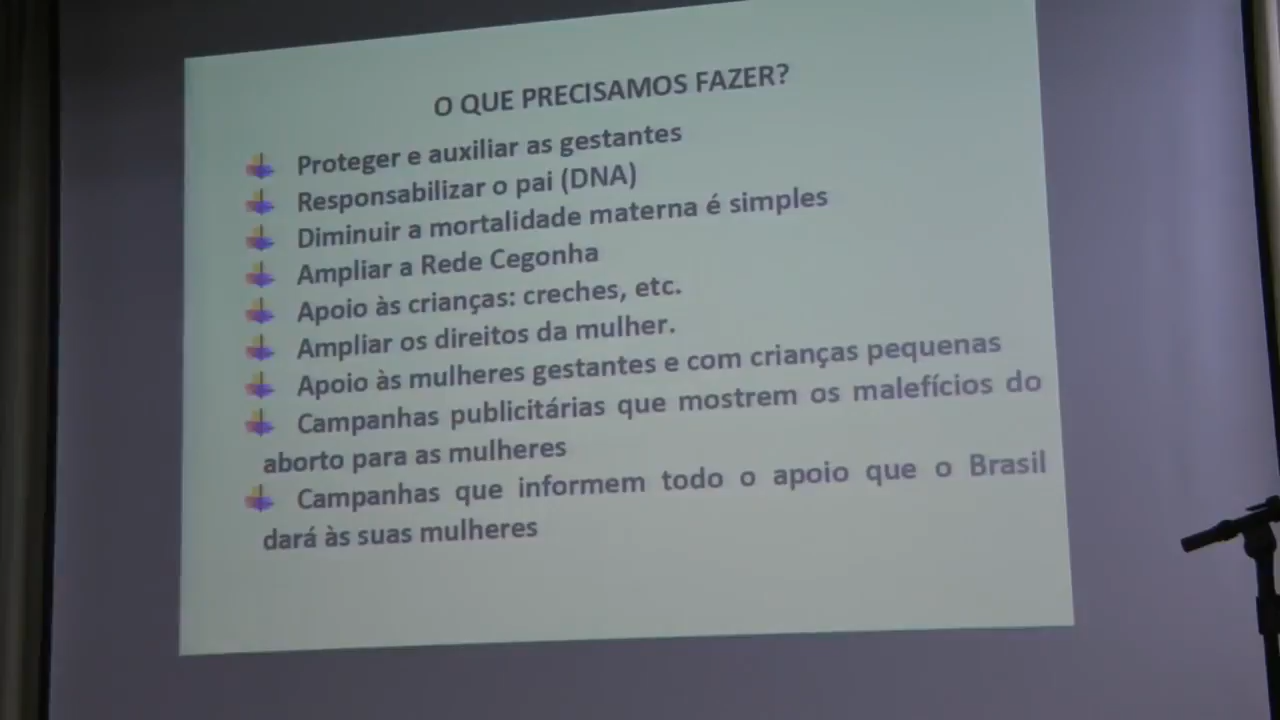 O QUE PRECISAMOS FAZER?
Proteger e auxiliar as gestantes
Responsabilizar o pai (DNA)
Diminuir a mortalidade materna é simples
Ampliar a Rede Cegonha
Apoio às crianças: creches, etc.
Ampliar os direitos da mulher.
Apoio às mulheres gestantes e com crianças pequenas
Campanhas publicitárias que mostrem os malefícios do
aborto para as mulheres
Campanhas que informem todo o apoio que o Brasil
dará às suas mulheres